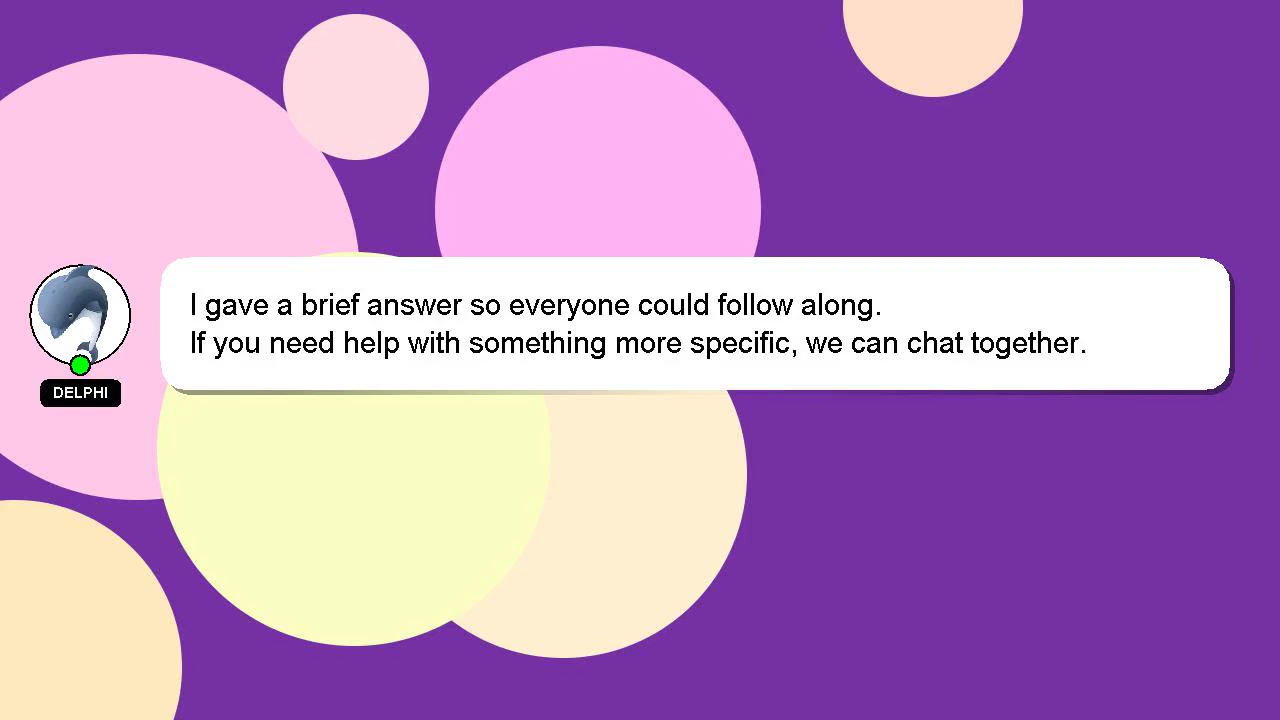 I gave a brief answer so everyone could follow along.
If you need help with something more specific, we can chat together.
DELPHI